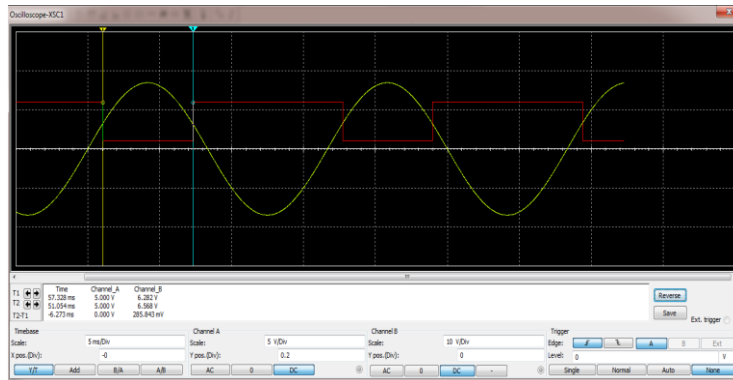 Oscilloscope-XSC1
T1 Time Channel_A Channel_B
57.328 ms 5.000 V 6.282 V
T2 51.054 ms 5.000 V 6.568 V
T2-T1 -6.273 ms 0.000 V 285.843 mV
Reverse
Save
Ext. trigger
Timebase Channel A Channel B Trigger
Scale: 5 ms/Div Scale: 5 V/Div Scale: 10 V/Div Edge: A B Ext
X pos.(Div): -0 Y pos.(Div): 0.2 Y pos.(Div): 0 Level: 0 V
Y/T Add B/A A/B AC 0 DC AC 0 DC - Single Normal Auto None